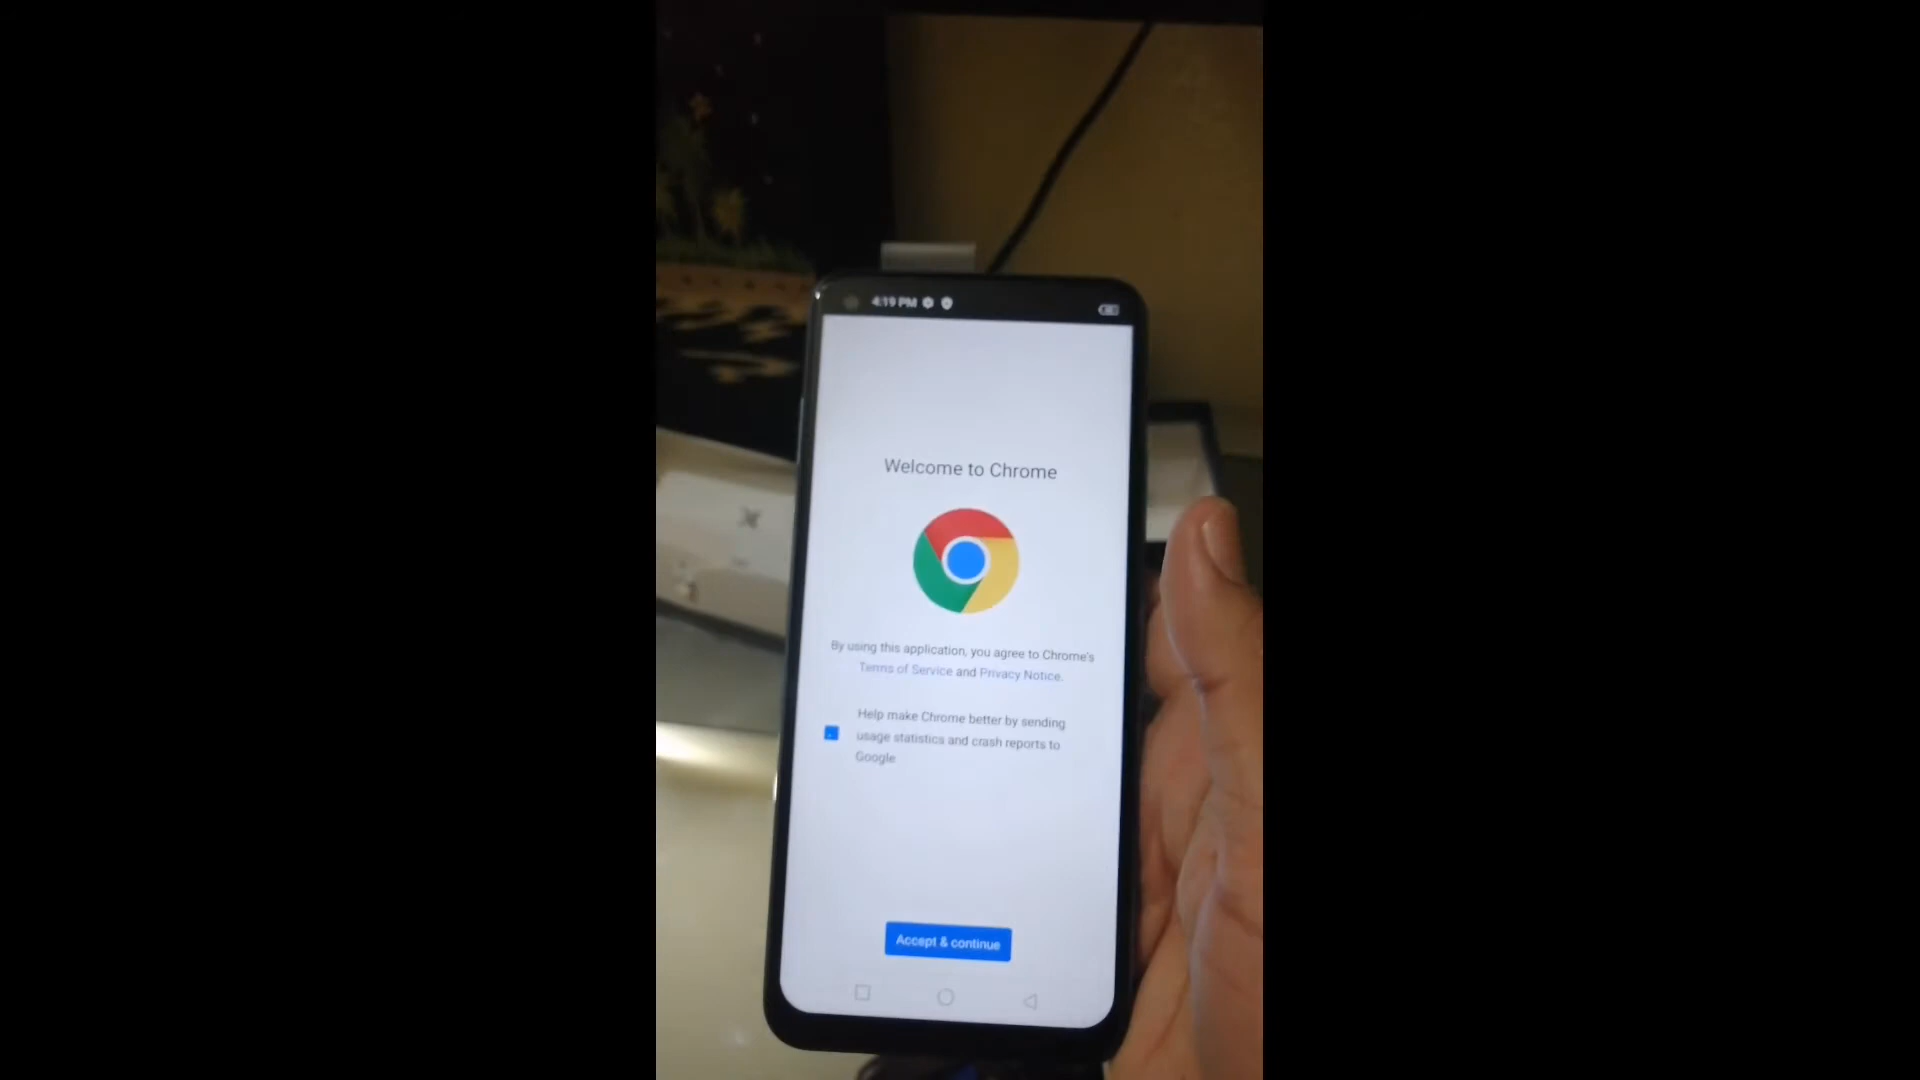 4:19 PM
Welcome to Chrome
By using this application, you agree to Chrome's
Terms of Service and Privacy Notice.
Help make Chrome better by sending
usage statistics and crash reports to
Google
Accept & continue